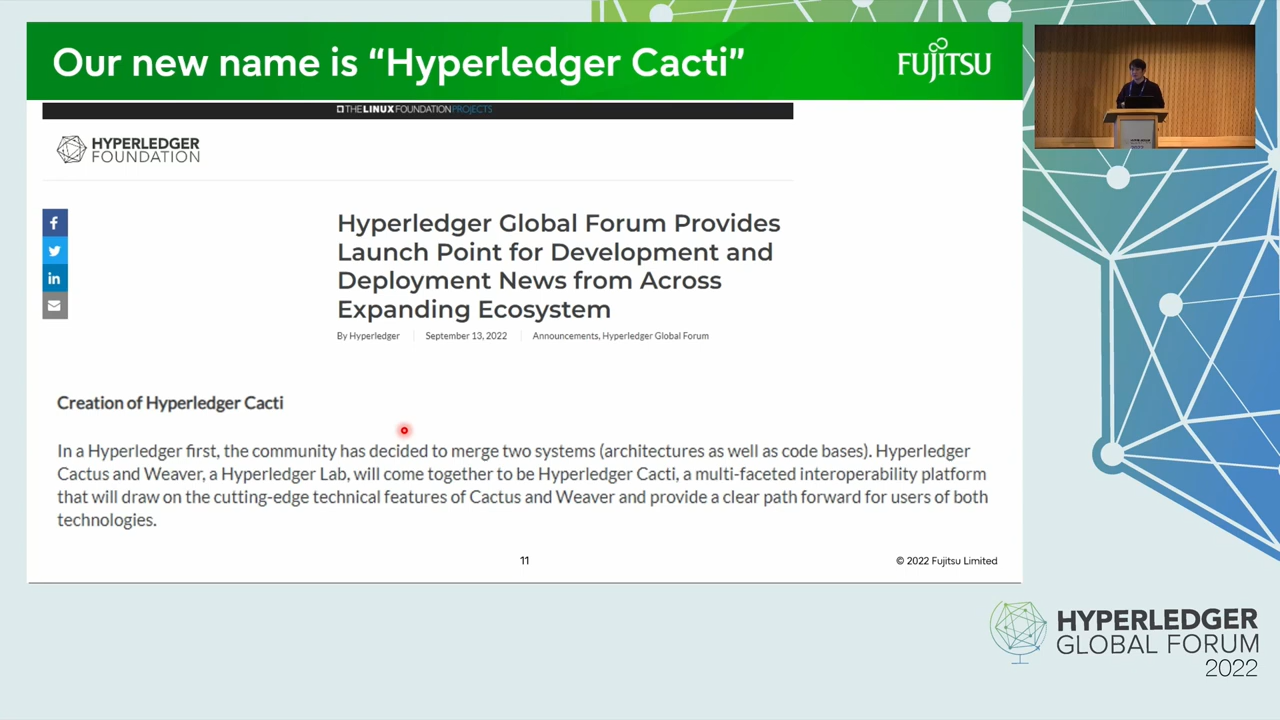 Our new name is “Hyperledger Cacti”
FUJITSU
THE LINUX FOUNDATION PROJECTS
HYPERLEDGER
FOUNDATION
Hyperledger Global Forum Provides
Launch Point for Development and
Deployment News from Across
Expanding Ecosystem
By Hyperledger
September 13, 2022
Announcements, Hyperledger Global Forum
Creation of Hyperledger Cacti
In a Hyperledger first, the community has decided to merge two systems (architectures as well as code bases). Hyperledger
Cactus and Weaver, a Hyperledger Lab, will come together to be Hyperledger Cacti, a multi-faceted interoperability platform
that will draw on the cutting-edge technical features of Cactus and Weaver and provide a clear path forward for users of both
technologies.
11
© 2022 Fujitsu Limited
HYPERLEDGER
GLOBAL FORUM
2022